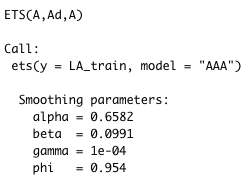 ETS(A,Ad,A)
Call:
ets(y = LA_train, model = "AAA")
Smoothing parameters:
alpha = 0.6582
beta = 0.0991
gamma = 1e-04
phi = 0.954